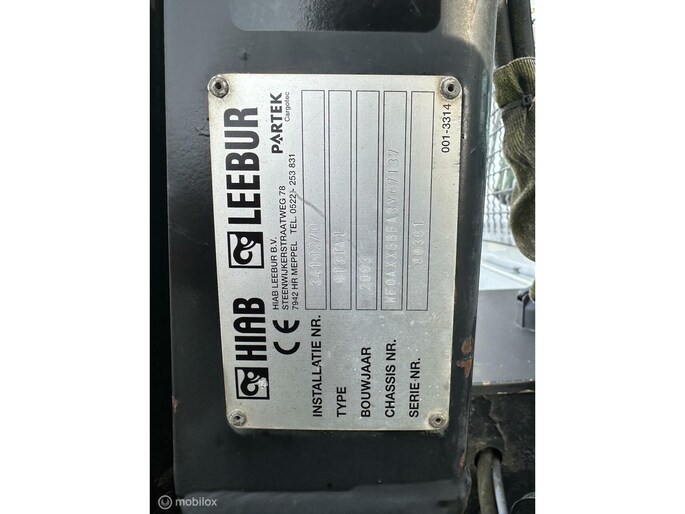 HIAB LEEBUR
CE
HIAB LEEBUR B.V.
STEENWIJKERSTRAATWEG 78
7942 HR MEPPEL TEL. 0522 - 253 831
PARTEK
Cargotec
INSTALLATIE NR.
TYPE
BOUWJAAR 2003
CHASSIS NR.
SERIE NR.
001-3314
mobilox